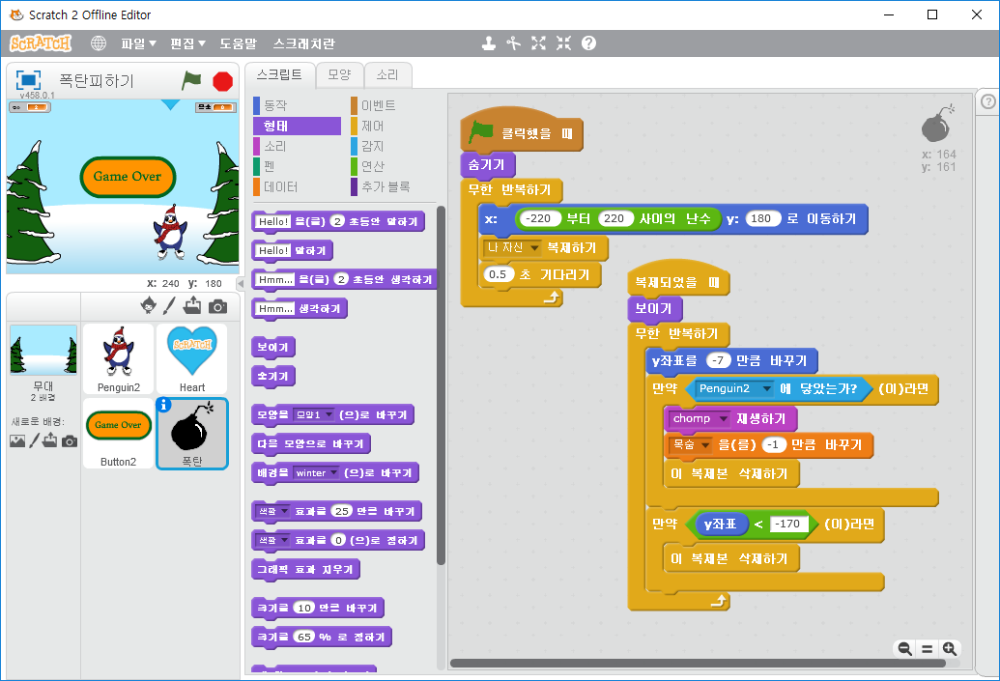 Scratch 2 Offline Editor
SCRATCH 파일 편집 도움말 스크래치란
폭탄피하기
v458.0.1
Game Over
x: 240 y: 180
무대
2 배경
새로운 배경:
Penguin2
SCRATCH
Heart
Game Over
Button2
폭탄
스크립트 모양 소리
동작 이벤트
형태 제어
소리 감지
펜 연산
데이터 추가 블록
Hello! 을(를) 2 초동안 말하기
Hello! 말하기
Hmm... 을(를) 2 초동안 생각하기
Hmm... 생각하기
보이기
숨기기
모양을 모양1 (으)로 바꾸기
다음 모양으로 바꾸기
배경을 winter (으)로 바꾸기
색깔 효과를 25 만큼 바꾸기
색깔 효과를 0 (으)로 정하기
그래픽 효과 지우기
크기를 10 만큼 바꾸기
크기를 65 % 로 정하기
클릭했을 때
숨기기
무한 반복하기
x: -220 부터 220 사이의 난수 y: 180 로 이동하기
나 자신 복제하기
0.5 초 기다리기
복제되었을 때
보이기
무한 반복하기
y좌표를 -7 만큼 바꾸기
만약 Penguin2 에 닿았는가? (이)라면
chomp 재생하기
목숨 을(를) -1 만큼 바꾸기
이 복제본 삭제하기
만약 y좌표 < -170 (이)라면
이 복제본 삭제하기
x: 164
y: 161